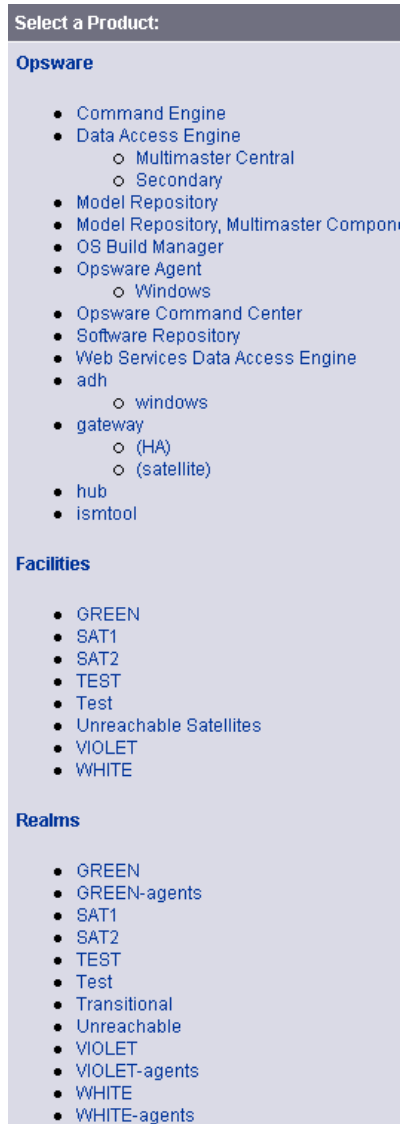 Select a Product:
Opsware
Command Engine
Data Access Engine
Multimaster Central
Secondary
Model Repository
Model Repository, Multimaster
OS Build Manager
Opsware Agent
Windows
Opsware Command Center
Software Repository
Web Services Data Access Engine
adh
windows
gateway
(HA)
(satellite)
hub
ismtool
Facilities
GREEN
SAT1
SAT2
TEST
Test
Unreachable Satellites
VIOLET
WHITE
Realms
GREEN
GREEN-agents
SAT1
SAT2
TEST
Test
Transitional
Unreachable
VIOLET
VIOLET-agents
WHITE
WHITE-agents